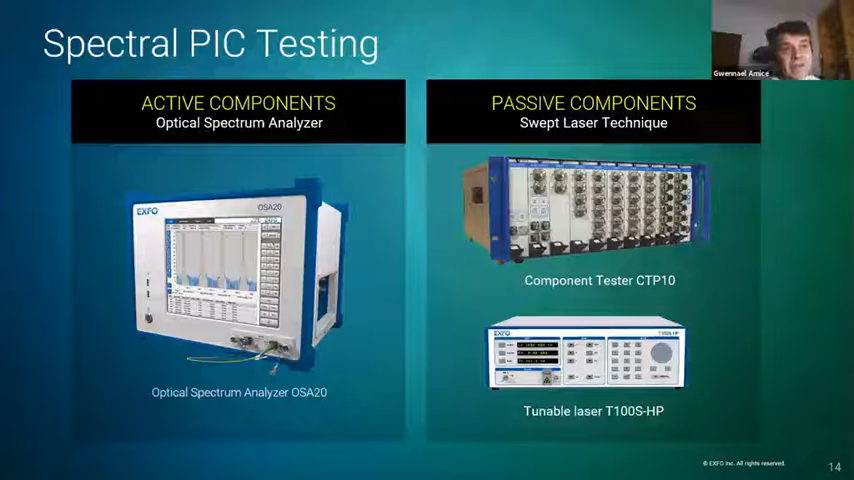 Spectral PIC Testing
Gwennael Amice
ACTIVE COMPONENTS
Optical Spectrum Analyzer
EXFO
OSA20
Optical Spectrum Analyzer OSA20
PASSIVE COMPONENTS
Swept Laser Technique
Component Tester CTP10
EXFO
T100S-HP
Tunable laser T100S-HP
© EXFO Inc. All rights reserved.
14